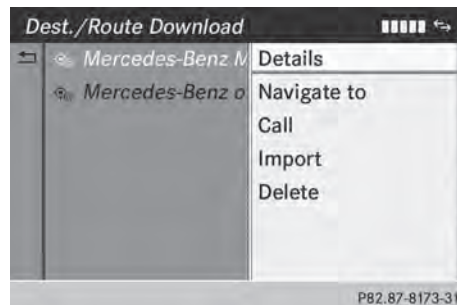 Dest./Route Download
Mercedes-Benz M
Mercedes-Benz o
Details
Navigate to
Call
Import
Delete
P82.87-8173-31